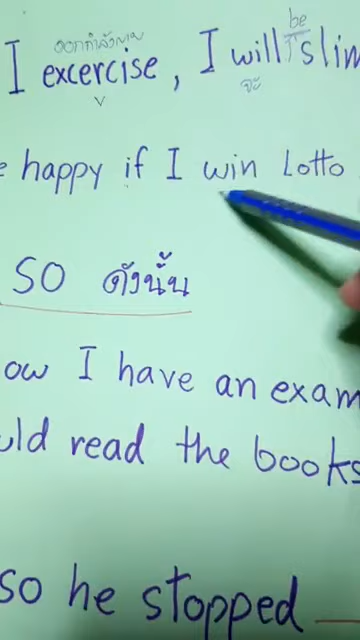 ออกกำลังกาย be
I excercise, I will slim
V จะ
happy if I win Lotto
SO ดังนั้น
ow I have an exam
uld read the books
so he stopped